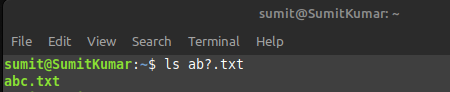 sumit@SumitKumar: ~
File Edit View Search Terminal Help
sumit@SumitKumar:~$ ls ab?.txt
abc.txt